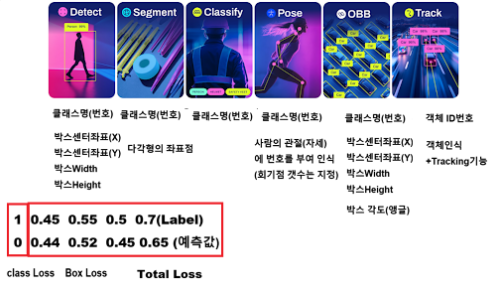 Detect
Segment
Classify
Pose
OBB
Track
클래스명(번호)
박스센터좌표(X)
박스센터좌표(Y)
박스Width
박스Height
클래스명(번호)
다각형의 좌표점
클래스명(번호)
클래스명(번호)
사람의 관절(자세)
에 번호를 부여 인식
(회기점 갯수는 지정)
클래스명(번호)
박스센터좌표(X)
박스센터좌표(Y)
박스Width
박스Height
박스 각도(앵글)
객체 ID번호
객체인식
+Tracking기능
1 0.45 0.55 0.5 0.7(Label)
0 0.44 0.52 0.45 0.65 (예측값)
class Loss Box Loss Total Loss